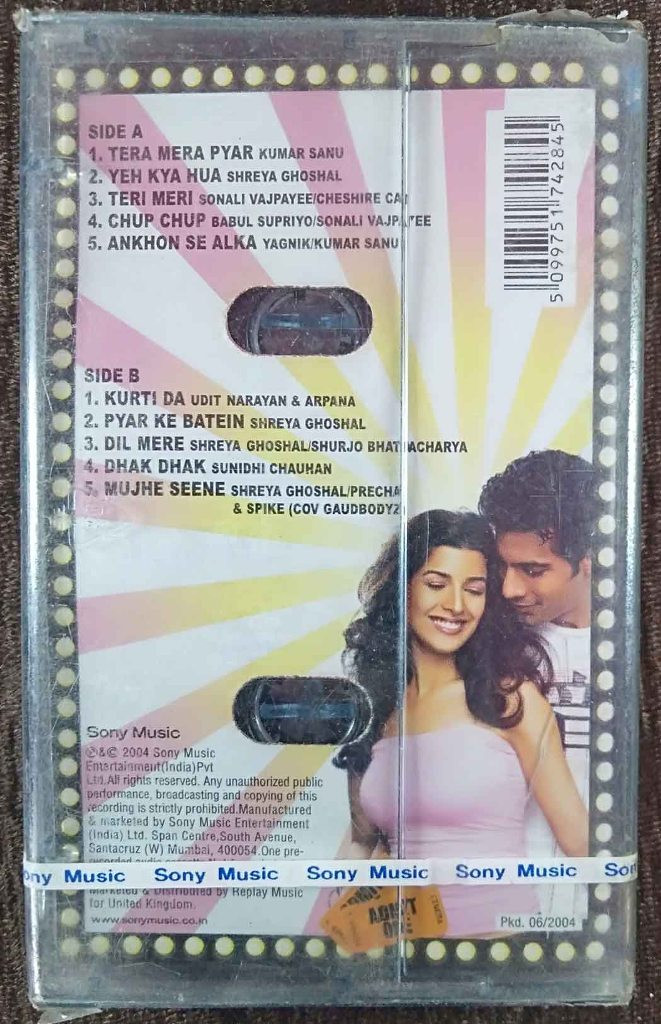 SIDE A
1. TERA MERA PYAR KUMAR SANU
2. YEH KYA HUA SHREYA GHOSHAL
3. TERI MERI SONALI VAJPAYEE/CHESHIRE
4. CHUP CHUP BABUL SUPRIYO/SONALI VAJPAYEE
5. ANKHON SE ALKA YAGNIK/KUMAR SANU
5 099751 742845
SIDE B
1. KURTI DA UDIT NARAYAN & ARPANA
2. PYAR KE BATEIN SHREYA GHOSHAL
3. DIL MERE SHREYA GHOSHAL/SHURJO BHATTACHARYA
4. DHAK DHAK SUNIDHI CHAUHAN
5. MUJHE SEENE SHREYA GHOSHAL/
& SPIKE (COV
Sony Music
℗&© 2004 Sony Music
Entertainment(India)Pvt
Ltd.All rights reserved. Any unauthorized public
performance, broadcasting and copying of this
recording is strictly prohibited.Manufactured
& marketed by Sony Music Entertainment
(India) Ltd. Span Centre,South Avenue,
Santacruz (W) Mumbai, 400054.One pre-
Sony Music Sony Music Sony Music Sony Music
Marketed & Distributed by Replay Music
for United Kingdom.
www.sonymusic.co.in
Pkd. 06/2004